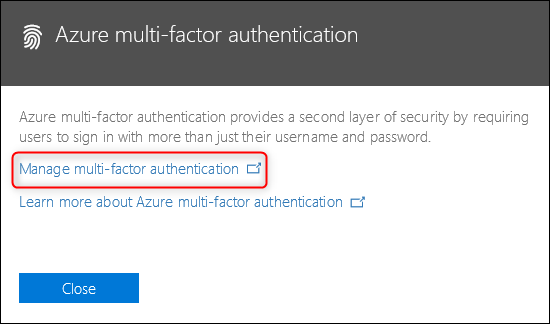 Azure multi-factor authentication
Azure multi-factor authentication provides a second layer of security by requiring
users to sign in with more than just their username and password.
Manage multi-factor authentication
Learn more about Azure multi-factor authentication
Close